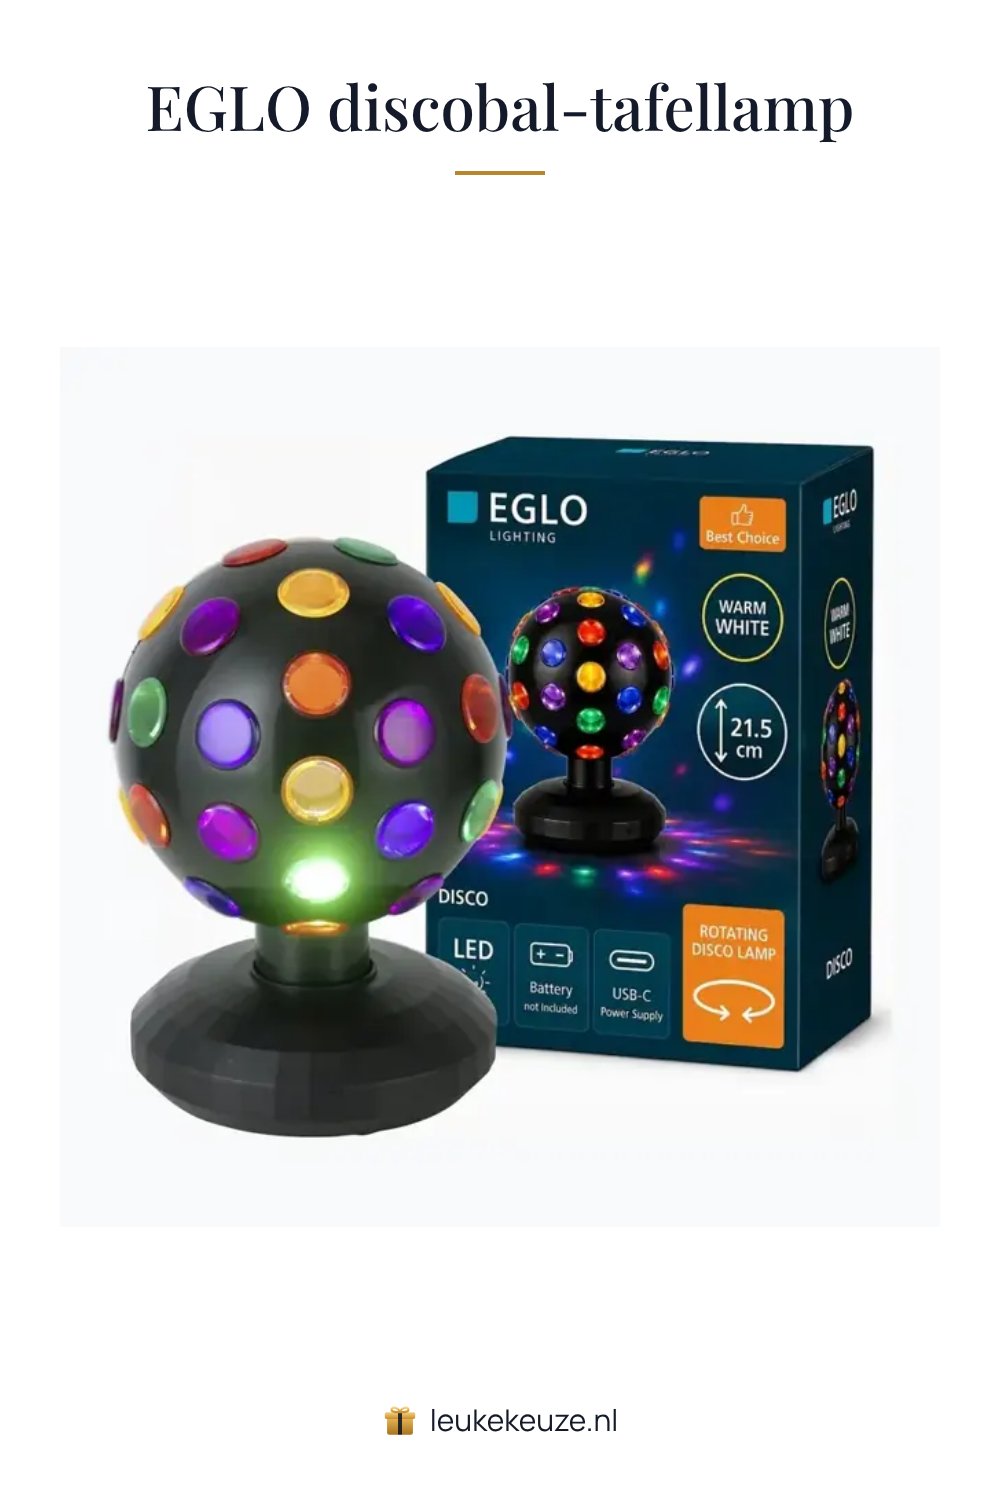 EGLO discobal-tafellamp
EGLO
EGLO
LIGHTING
Best Choice
WARM
WHITE
21.5
cm
DISCO
LED
Battery
not Included
USB-C
Power Supply
ROTATING
DISCO LAMP
EGLO
LIGHTING
WARM
WHITE
DISCO
leukekeuze.nl